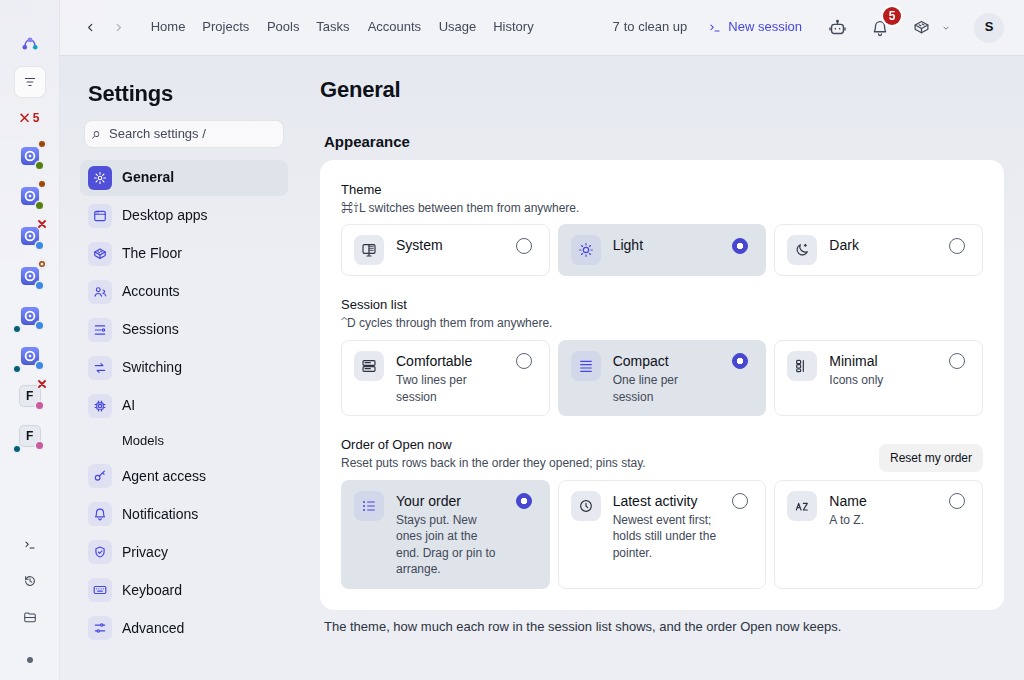 Home Projects Pools Tasks Accounts Usage History 7 to clean up New session 5 S
5
F
F
Settings
Search settings /
General
Desktop apps
The Floor
Accounts
Sessions
Switching
AI
Models
Agent access
Notifications
Privacy
Keyboard
Advanced
General
Appearance
Theme
⌘⇧L switches between them from anywhere.
System
Light
Dark
Session list
^D cycles through them from anywhere.
Comfortable
Two lines per
session
Compact
One line per
session
Minimal
Icons only
Order of Open now
Reset puts rows back in the order they opened; pins stay.
Reset my order
Your order
Stays put. New
ones join at the
end. Drag or pin to
arrange.
Latest activity
Newest event first;
holds still under the
pointer.
AZ
Name
A to Z.
The theme, how much each row in the session list shows, and the order Open now keeps.